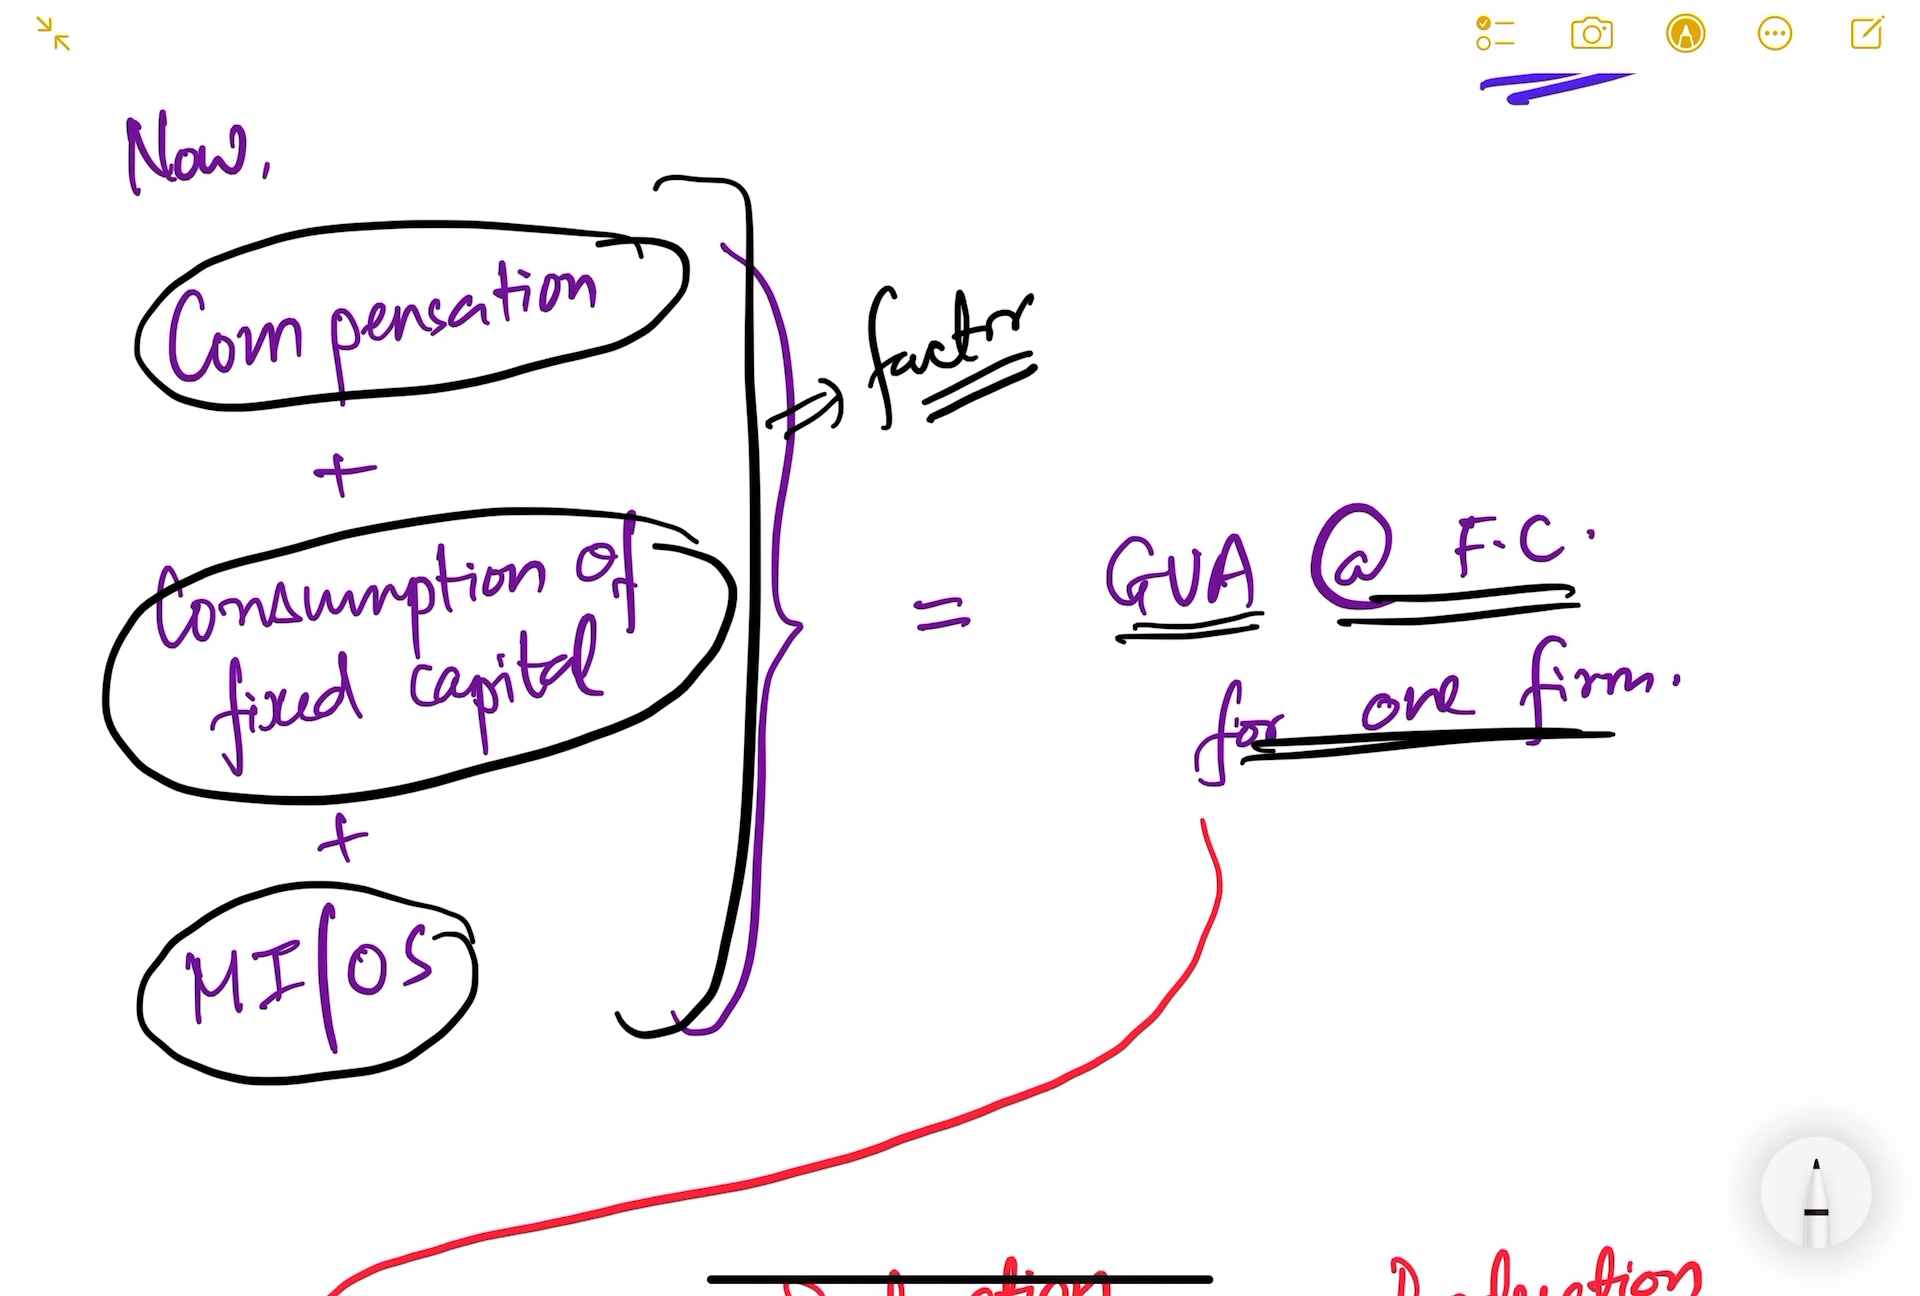 Now,
Compensation
+
Consumption of
fixed capital
+
MI/OS
⇒ factor
=
GVA @ F.C.
for one firm.